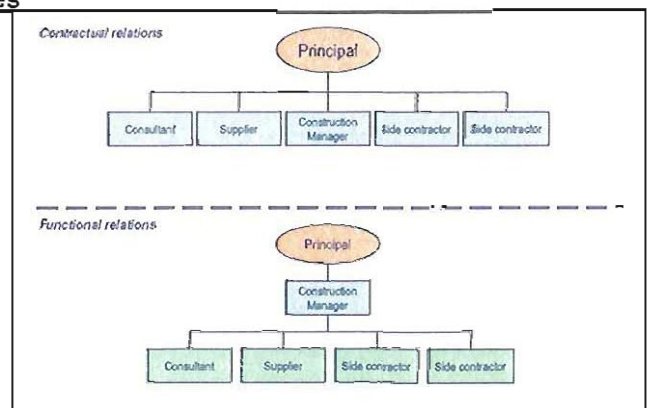 es
Contractual relations
Principal
Consultant
Supplier
Construction
Manager
Side contractor
Side contractor
Functional relations
Principal
Construction
Manager
Consultant
Supplier
Side contractor
Side contractor